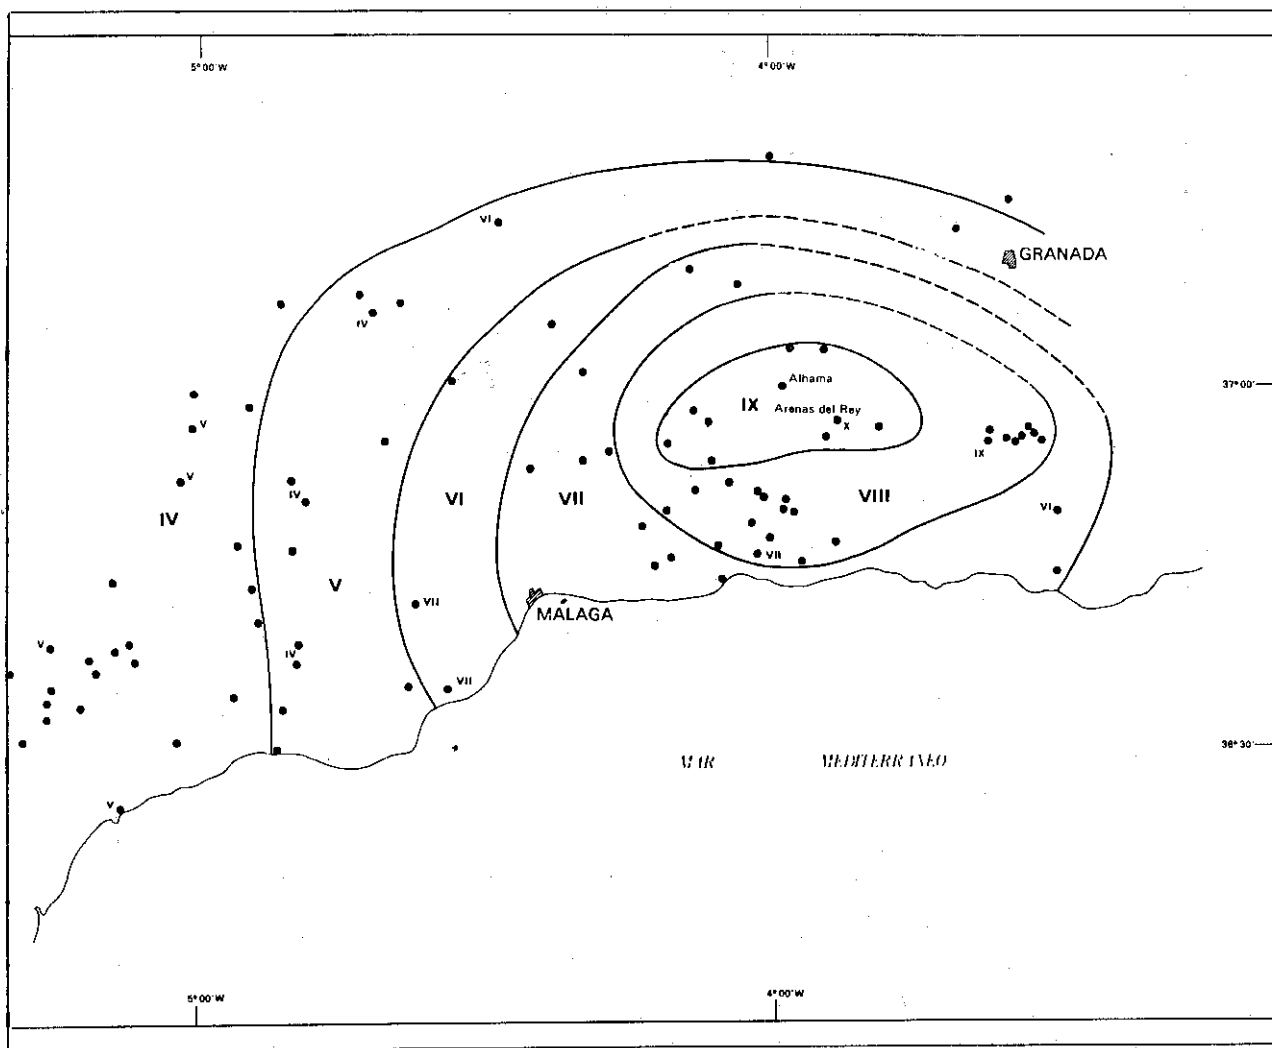 5°00'W
4°00'W
VI
GRANADA
IV
Alhama
37°00'
IX
Arenas del Rey
X
V
IX
V
IV
VI
VII
VIII
VI
IV
VII
V
VII
MALAGA
V
IV
VII
36°30'
MAR MEDITERRANEO
V
5°00'W
4°00'W